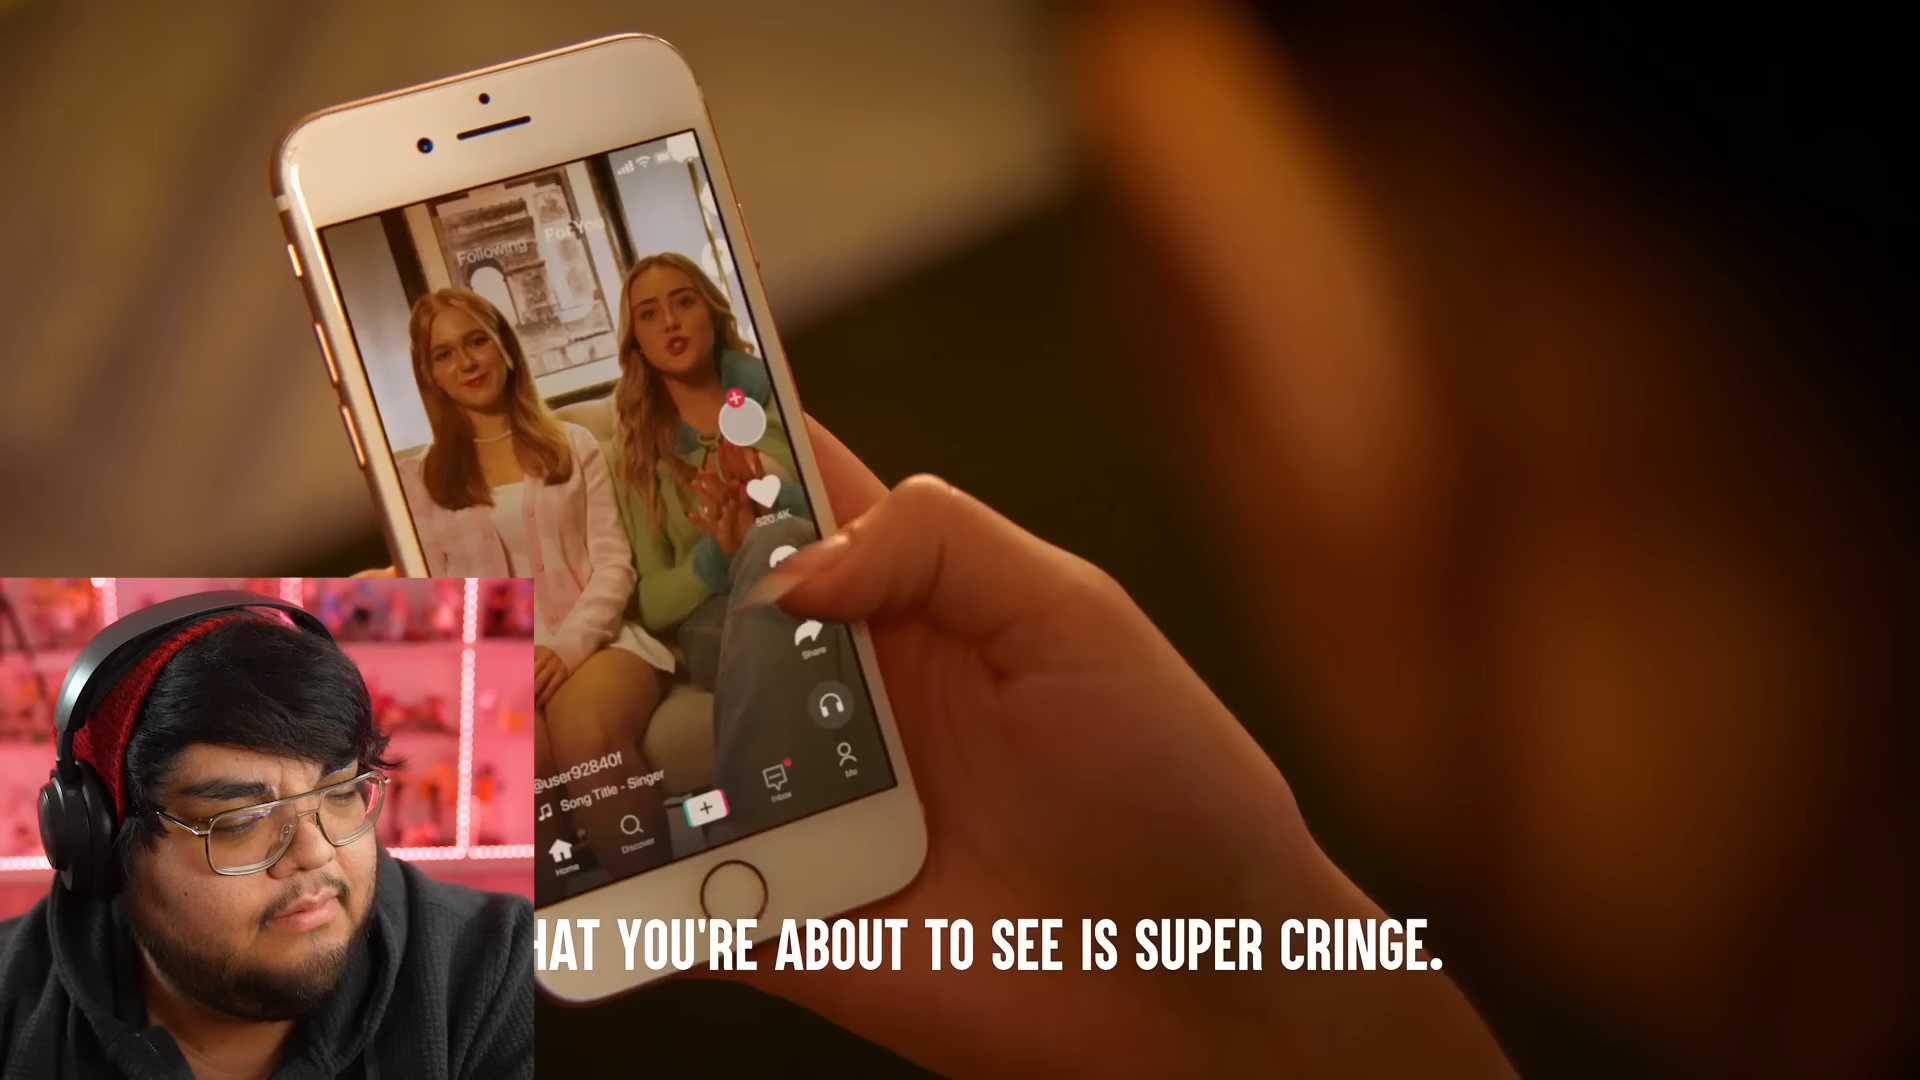 Following
For You
520.4K
Share
@user92840f
Song Title - Singer
Me
Inbox
Discover
Home
HAT YOU'RE ABOUT TO SEE IS SUPER CRINGE.